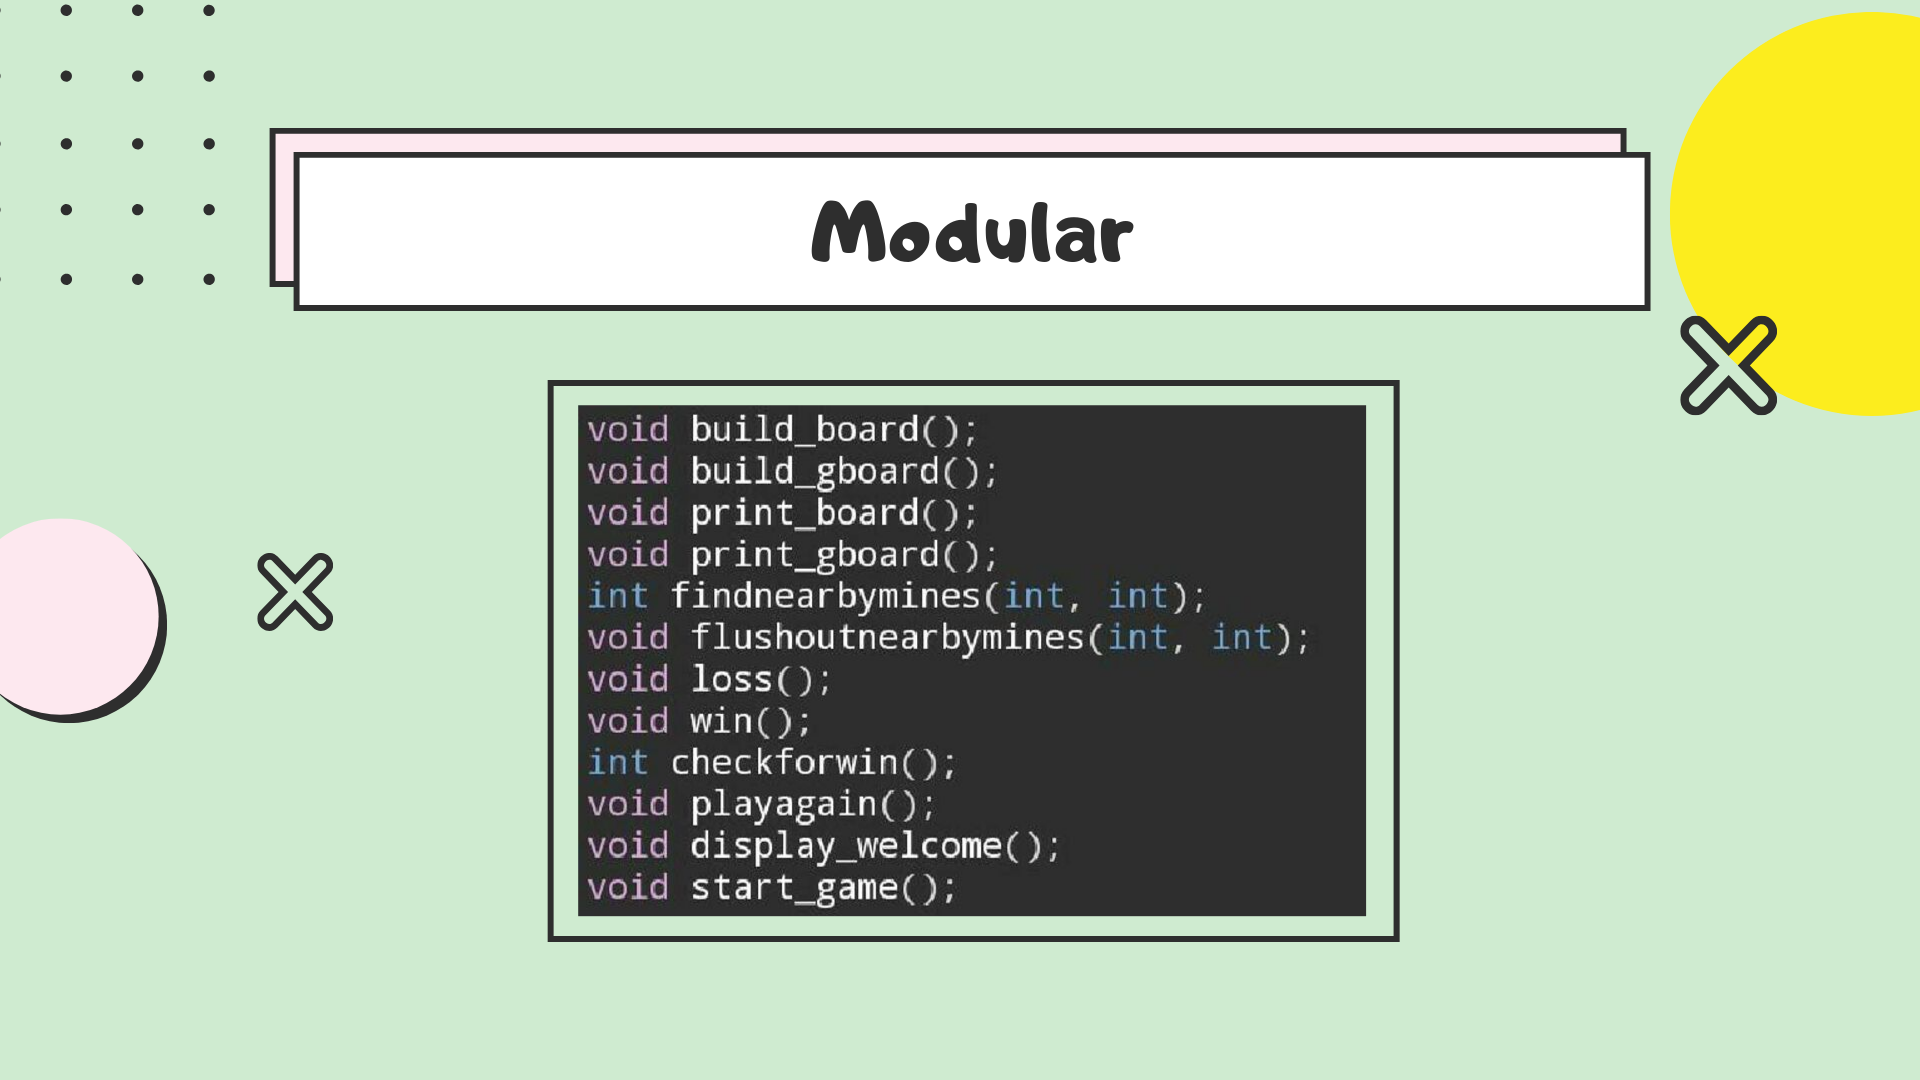 Modular
void build_board();
void build_gboard();
void print_board();
void print_gboard();
int findnearbymines(int, int);
void flushoutnearbymines(int, int);
void loss();
void win();
int checkforwin();
void playagain();
void display_welcome();
void start_game();